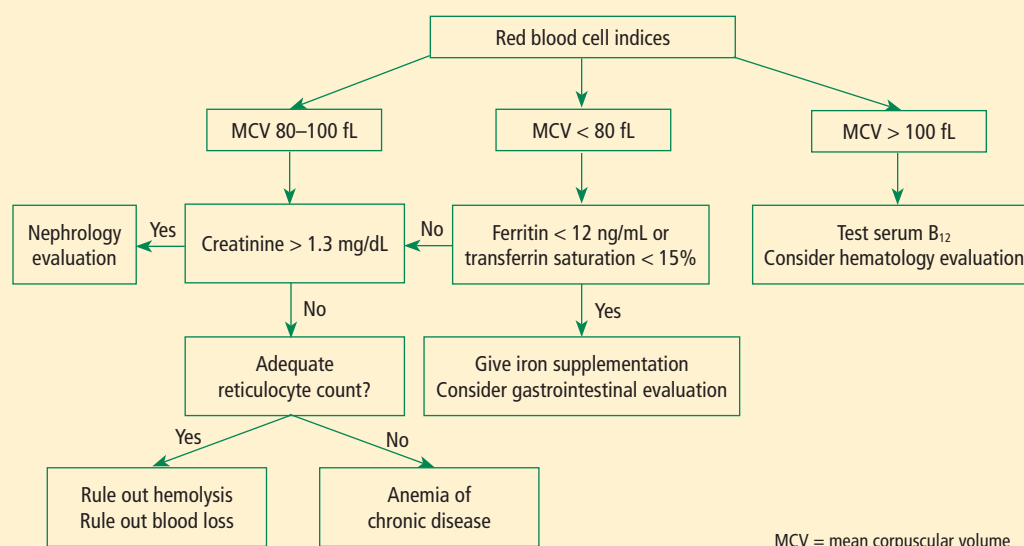 Red blood cell indices
MCV 80–100 fL
MCV < 80 fL
MCV > 100 fL
Nephrology
evaluation
Yes
Creatinine > 1.3 mg/dL
No
Ferritin < 12 ng/mL or
transferrin saturation < 15%
Test serum B₁₂
Consider hematology evaluation
No
Yes
Adequate
reticulocyte count?
Give iron supplementation
Consider gastrointestinal evaluation
Yes
No
Rule out hemolysis
Rule out blood loss
Anemia of
chronic disease
MCV = mean corpuscular volume